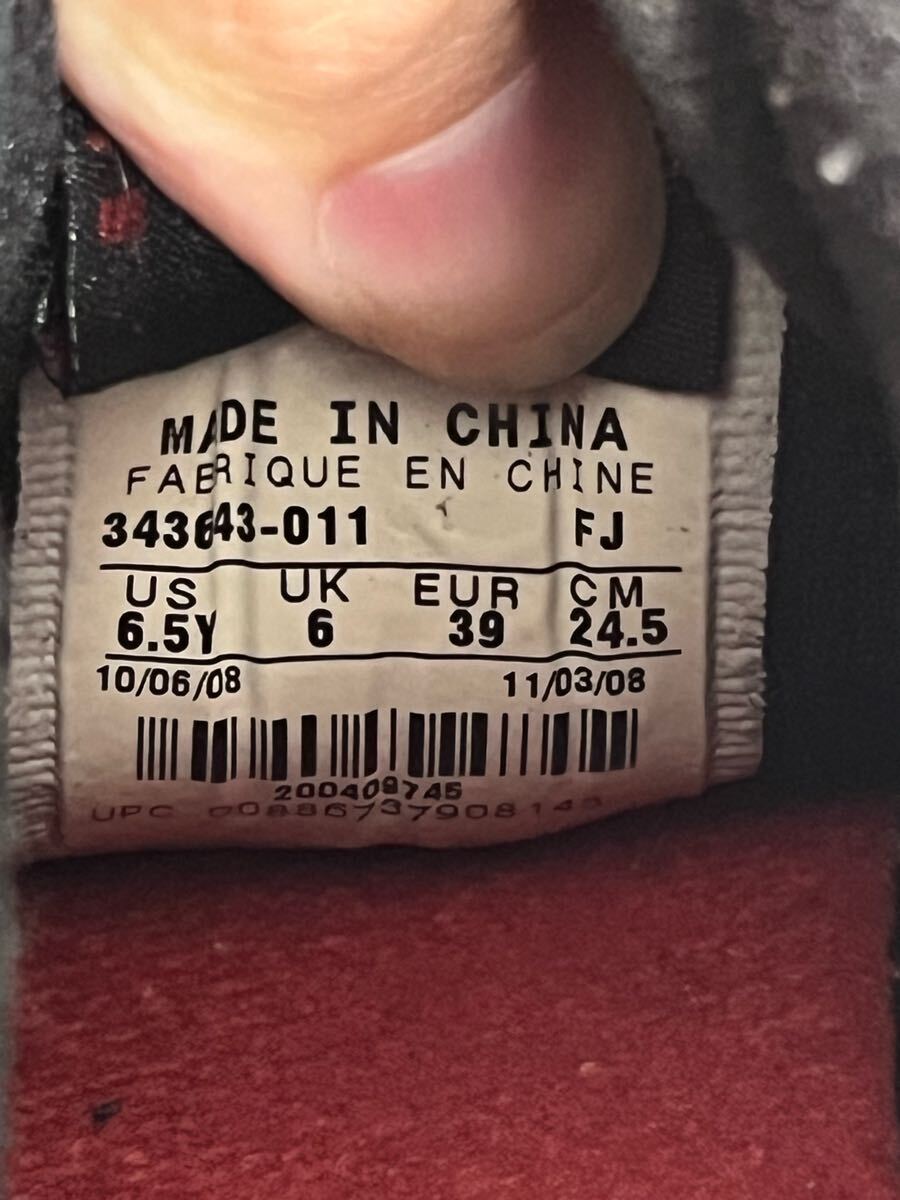 MADE IN CHINA
FABRIQUE EN CHINE
343643-011 FJ
US UK EUR CM
6.5Y 6 39 24.5
10/06/08 11/03/08
200409745
UPC